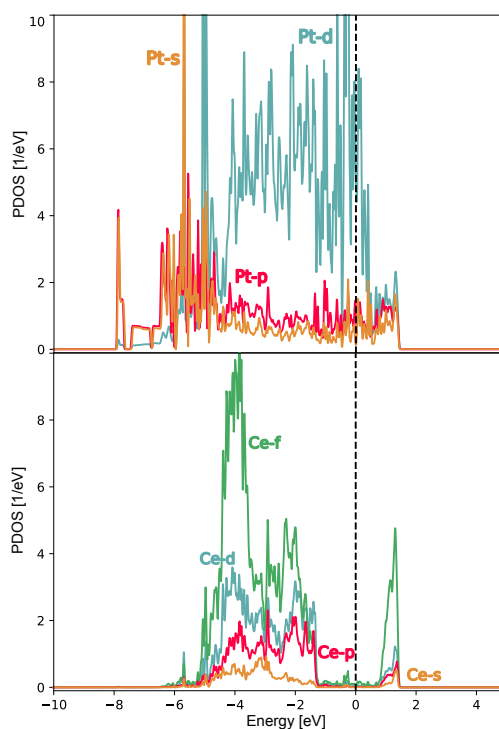 10
Pt-s
Pt-d
8
PDOS [1/eV]
6
4
Pt-p
2
0
Ce-f
8
PDOS [1/eV]
6
4
Ce-d
2
Ce-p
Ce-s
0
−10
−8
−6
−4
−2
0
2
4
Energy [eV]